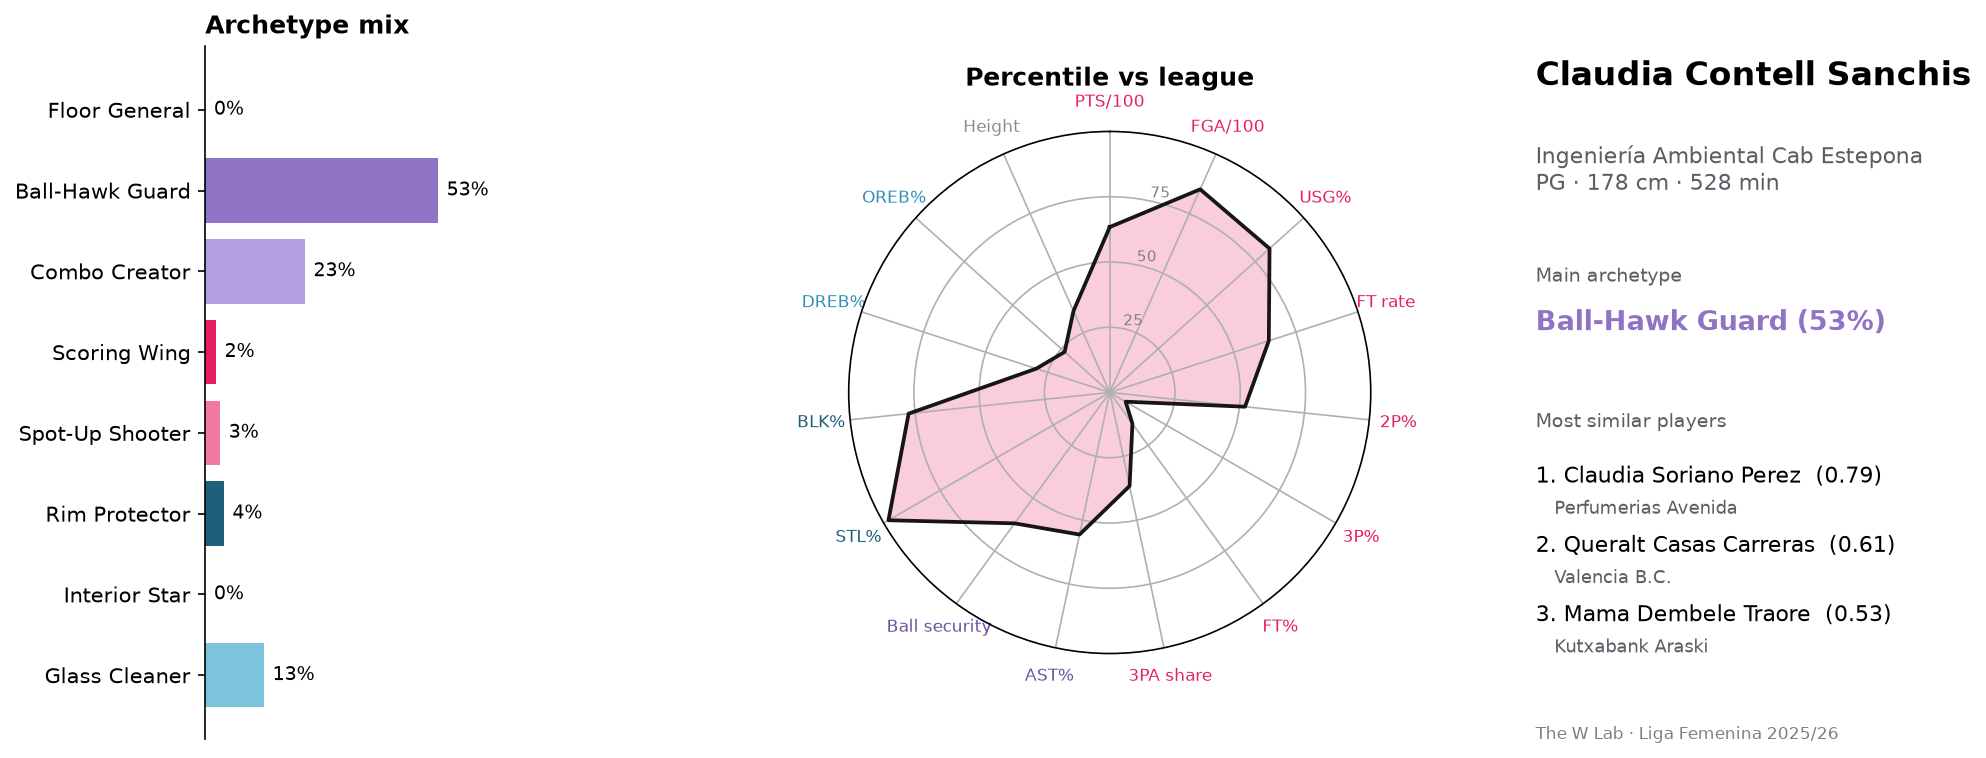 Archetype mix
Floor General 0%
Ball-Hawk Guard 53%
Combo Creator 23%
Scoring Wing 2%
Spot-Up Shooter 3%
Rim Protector 4%
Interior Star 0%
Glass Cleaner 13%
Percentile vs league
PTS/100
FGA/100
USG%
FT rate
2P%
3P%
FT%
3PA share
AST%
Ball security
STL%
BLK%
DREB%
OREB%
Height
75
50
25
Claudia Contell Sanchis
Ingeniería Ambiental Cab Estepona
PG · 178 cm · 528 min
Main archetype
Ball-Hawk Guard (53%)
Most similar players
1. Claudia Soriano Perez (0.79)
Perfumerias Avenida
2. Queralt Casas Carreras (0.61)
Valencia B.C.
3. Mama Dembele Traore (0.53)
Kutxabank Araski
The W Lab · Liga Femenina 2025/26